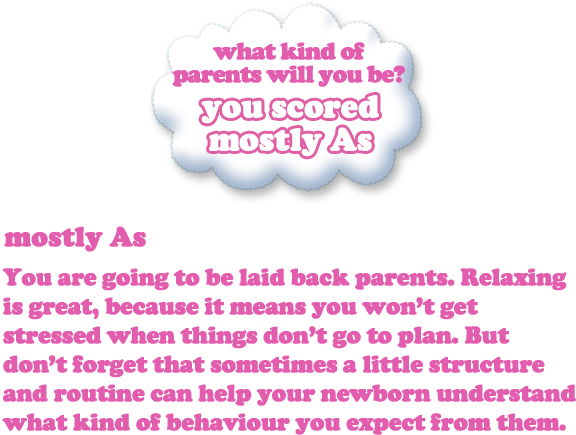 what kind of
parents will you be?
you scored
mostly As
mostly As
You are going to be laid back parents. Relaxing
is great, because it means you won't get
stressed when things don't go to plan. But
don't forget that sometimes a little structure
and routine can help your newborn understand
what kind of behaviour you expect from them.